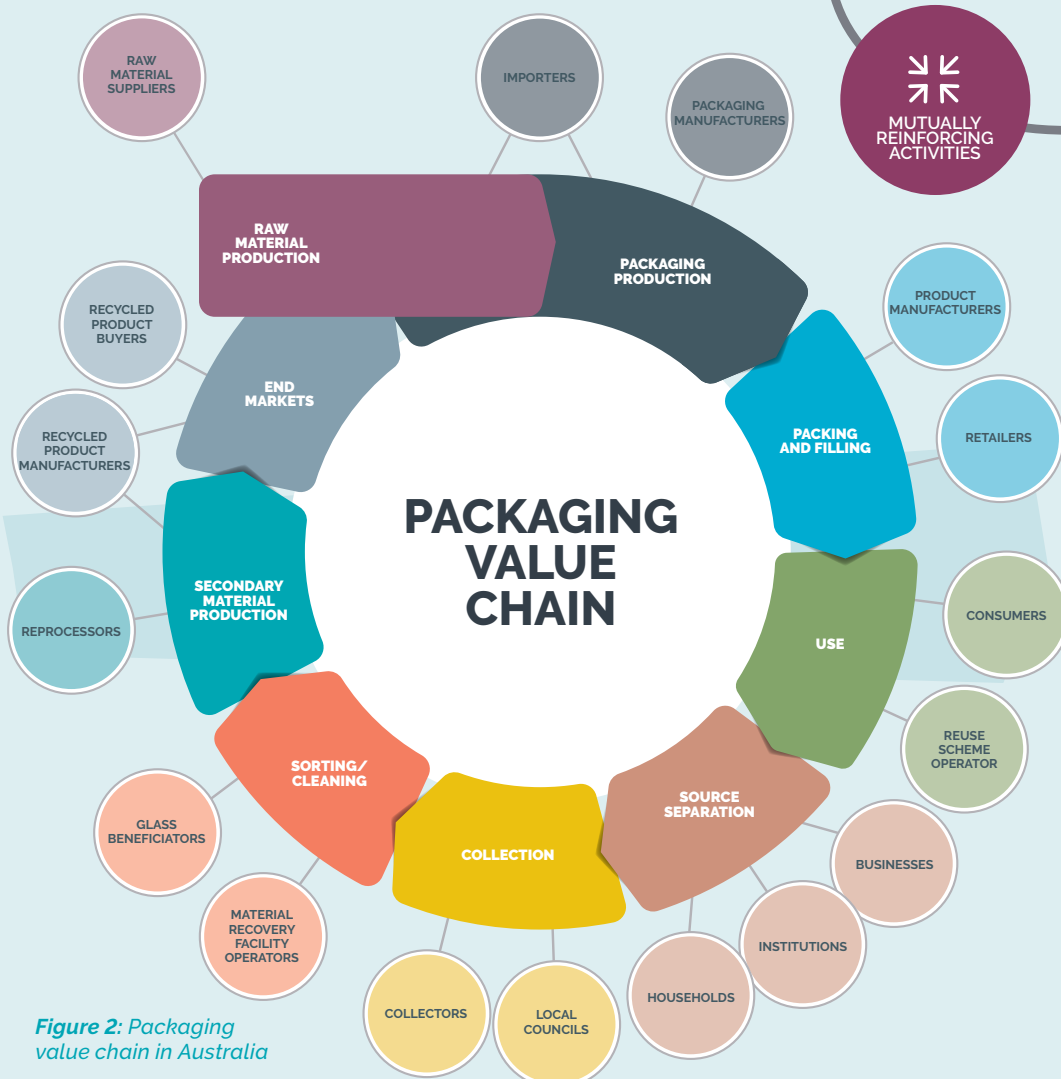 RAW
MATERIAL
SUPPLIERS
IMPORTERS
PACKAGING
MANUFACTURERS
MUTUALLY
REINFORCING
ACTIVITIES
RAW
MATERIAL
PRODUCTION
PACKAGING
PRODUCTION
PRODUCT
MANUFACTURERS
RECYCLED
PRODUCT
BUYERS
END
MARKETS
PACKING
AND FILLING
RETAILERS
RECYCLED
PRODUCT
MANUFACTURERS
PACKAGING
VALUE
CHAIN
SECONDARY
MATERIAL
PRODUCTION
REPROCESSORS
USE
CONSUMERS
REUSE
SCHEME
OPERATOR
SORTING/
CLEANING
SOURCE
SEPARATION
COLLECTION
GLASS
BENEFICIATORS
BUSINESSES
MATERIAL
RECOVERY
FACILITY
OPERATORS
INSTITUTIONS
HOUSEHOLDS
COLLECTORS
LOCAL
COUNCILS
Figure 2: Packaging
value chain in Australia